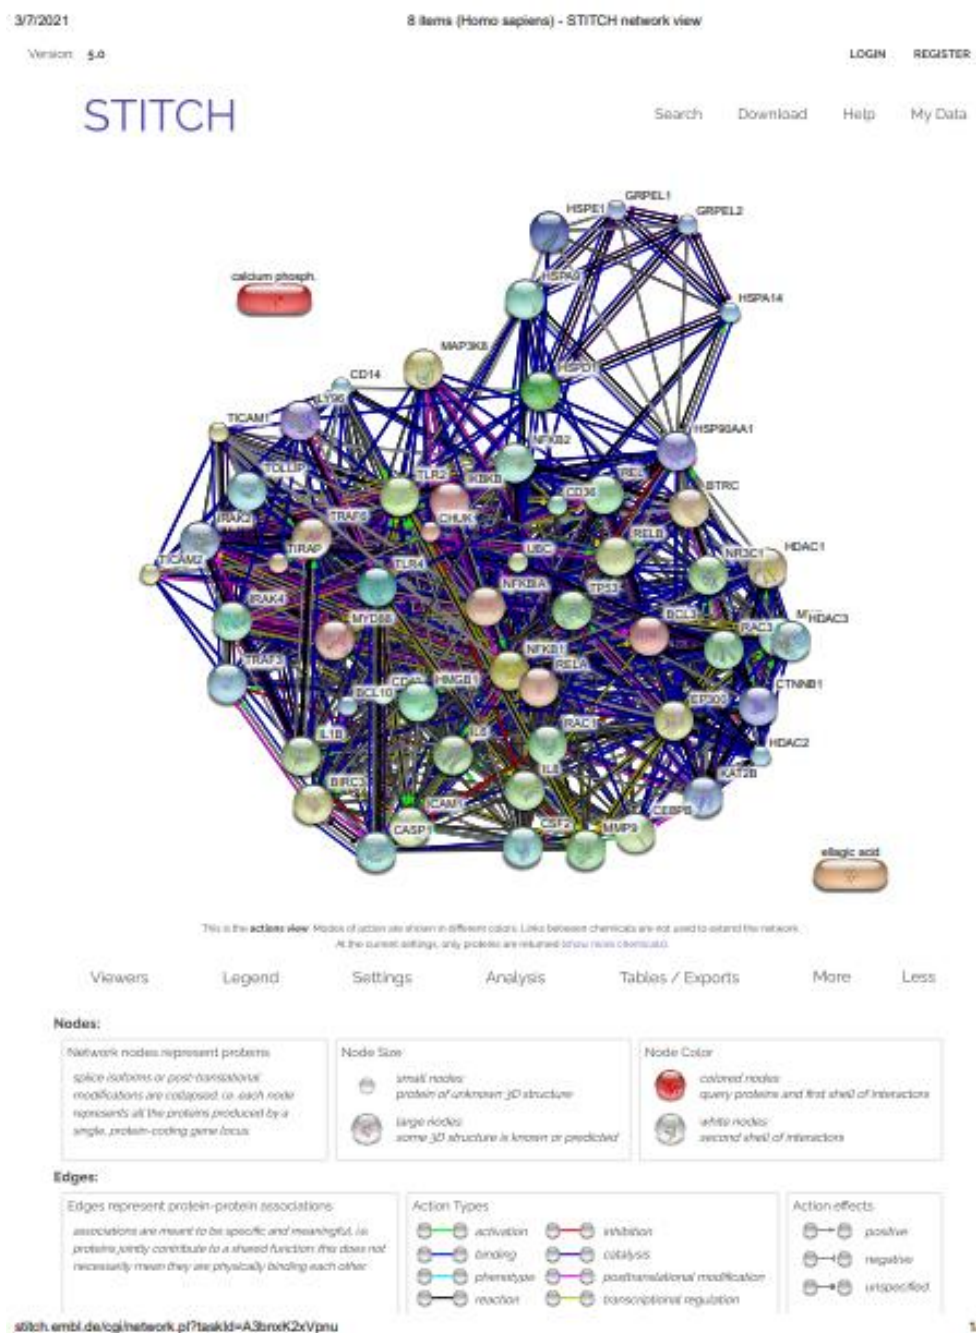 3/7/2021
8 items (Homo sapiens) - STITCH network view
Version: 5.0
LOGIN REGISTER
STITCH
Search Download Help My Data
GRPEL1
HSPE1
GRPEL2
calcium phosph.
HSPA9
HSPA14
MAP3K8
HSPD1
CD14
LY96
TICAM1
HSP90AA1
NFKB2
TOLLIP
TLR2
IKBKB
REL
CD36
BTRC
IRAK2
TRAF6
CHUK
RELB
TIRAP
UBC
NR3C1
HDAC1
TICAM2
TLR4
NFKBIA
TP53
IRAK4
MYD88
BCL3
RAC3
HDAC3
TRAF3
NFKB1
RELA
HMGB1
BCL10
EP300
CTNNB1
IL1B
IL6
RAC1
HDAC2
IL8
KAT2B
BIRC3
ICAM1
CEBPB
CASP1
CSF2
MMP9
ellagic acid
This is the actions view. Modes of action are shown in different colors. Links between chemicals are not used to extend the network.
At the current settings, only proteins are returned (show more chemicals).
Viewers Legend Settings Analysis Tables / Exports More Less
Nodes:
Network nodes represent proteins
splice isoforms or post-translational
modifications are collapsed, i.e. each node
represents all the proteins produced by a
single, protein-coding gene locus.
Node Size
small nodes:
protein of unknown 3D structure
large nodes:
some 3D structure is known or predicted
Node Color
colored nodes:
query proteins and first shell of interactors
white nodes:
second shell of interactors
Edges:
Edges represent protein-protein associations
associations are meant to be specific and meaningful, i.e.
proteins jointly contribute to a shared function; this does not
necessarily mean they are physically binding each other.
Action Types
activation
inhibition
binding
catalysis
phenotype
posttranslational modification
reaction
transcriptional regulation
Action effects
positive
negative
unspecified
stitch.embl.de/cgi/network.pl?taskId=A3bnxK2xVpnu